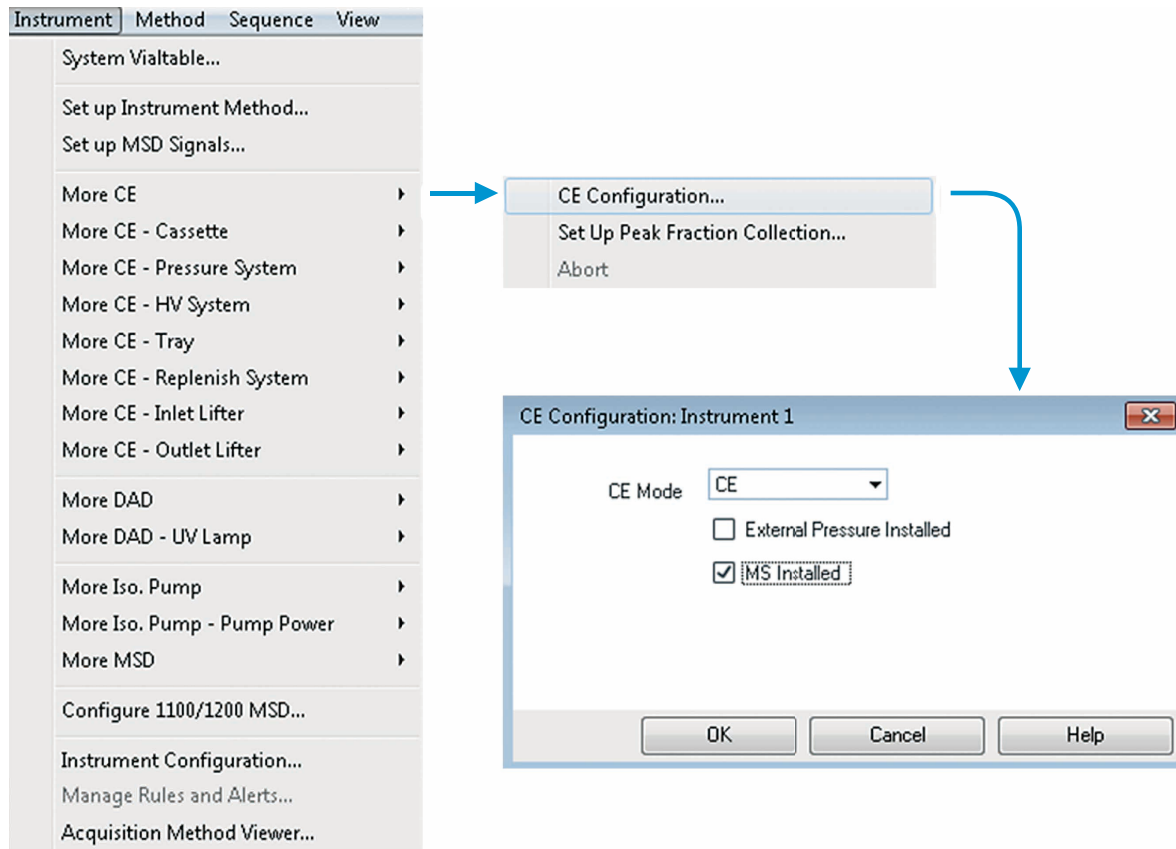 Instrument Method Sequence View
System Vialtable...
Set up Instrument Method...
Set up MSD Signals...
More CE
More CE - Cassette
More CE - Pressure System
More CE - HV System
More CE - Tray
More CE - Replenish System
More CE - Inlet Lifter
More CE - Outlet Lifter
More DAD
More DAD - UV Lamp
More Iso. Pump
More Iso. Pump - Pump Power
More MSD
Configure 1100/1200 MSD...
Instrument Configuration...
Manage Rules and Alerts...
Acquisition Method Viewer...
CE Configuration...
Set Up Peak Fraction Collection...
Abort
CE Configuration: Instrument 1
CE Mode CE
External Pressure Installed
MS Installed
OK Cancel Help